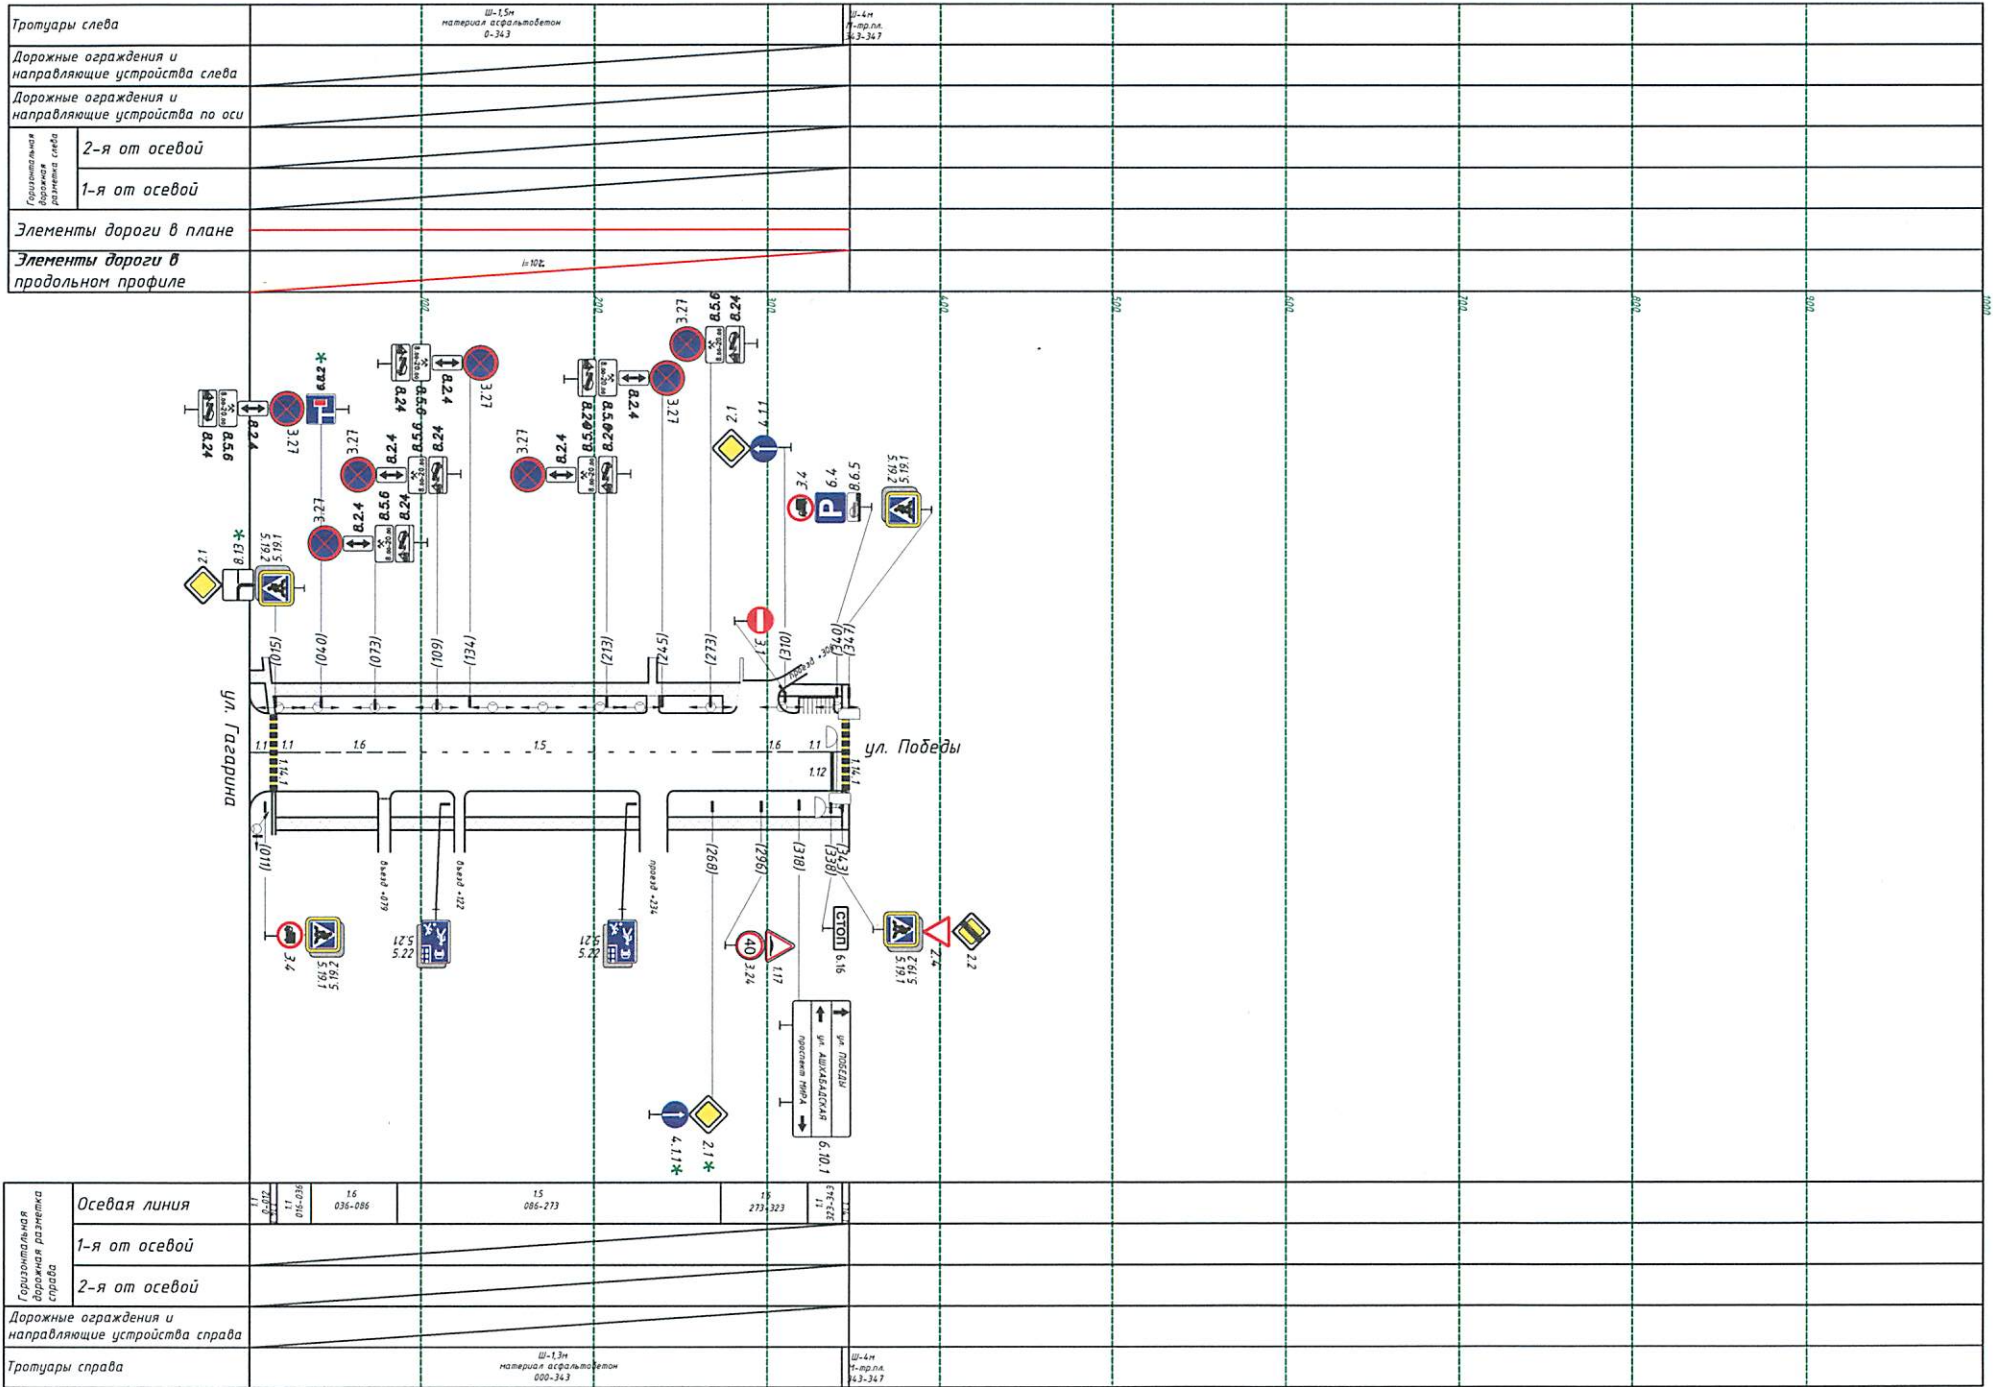 Тротуары слева
Ш-1,5м
материал асфальтобетон
0-343
Ш-4м
343-347
Дорожные ограждения и
направляющие устройства слева
Дорожные ограждения и
направляющие устройства по оси
Горизонтальная
дорожная
разметка слева
2-я от осевой
1-я от осевой
Элементы дороги в плане
Элементы дороги в
продольном профиле
100
200
300
400
500
600
700
800
900
1000
8.24
8.5.6
8.2.4
3.27
6.8.2*
8.24
8.5.6
8.2.4
3.27
3.27
8.2.4
8.5.6
8.24
3.27
8.2.4
8.5.6
8.24
8.2.4
3.27
3.27
8.2.4
3.27
8.5.6
8.24
2.1
4.1.1
3.4
6.4
8.6.5
5.19.1
5.19.2
2.1
8.13*
5.19.1
5.19.2
3.1
(015)
(040)
(073)
(109)
(134)
(213)
(245)
(273)
(310)
(340)
(347)
ул. Гагарина
1.1
1.1
1.6
1.5
1.6
1.1
1.12
1.14.1
1.14.1
ул. Победы
(011)
въезд +079
въезд +122
проезд +234
(268)
(296)
(318)
(338)
(343)
3.4
5.19.2
5.19.1
5.21
5.22
5.21
5.22
40
3.24
1.17
СТОП
6.16
5.19.2
5.19.1
2.4
2.2
ул. ПОБЕДЫ
ул. АШХАБАДСКАЯ
проспект МИРА
6.10.1
4.1.1*
2.1*
Горизонтальная
дорожная разметка
справа
Осевая линия
1.1
0-012
1.1
016-036
1.6
036-086
1.5
086-273
1.6
273-323
1.1
323-343
1-я от осевой
2-я от осевой
Дорожные ограждения и
направляющие устройства справа
Тротуары справа
Ш-1,3м
материал асфальтобетон
000-343
Ш-4м
343-347